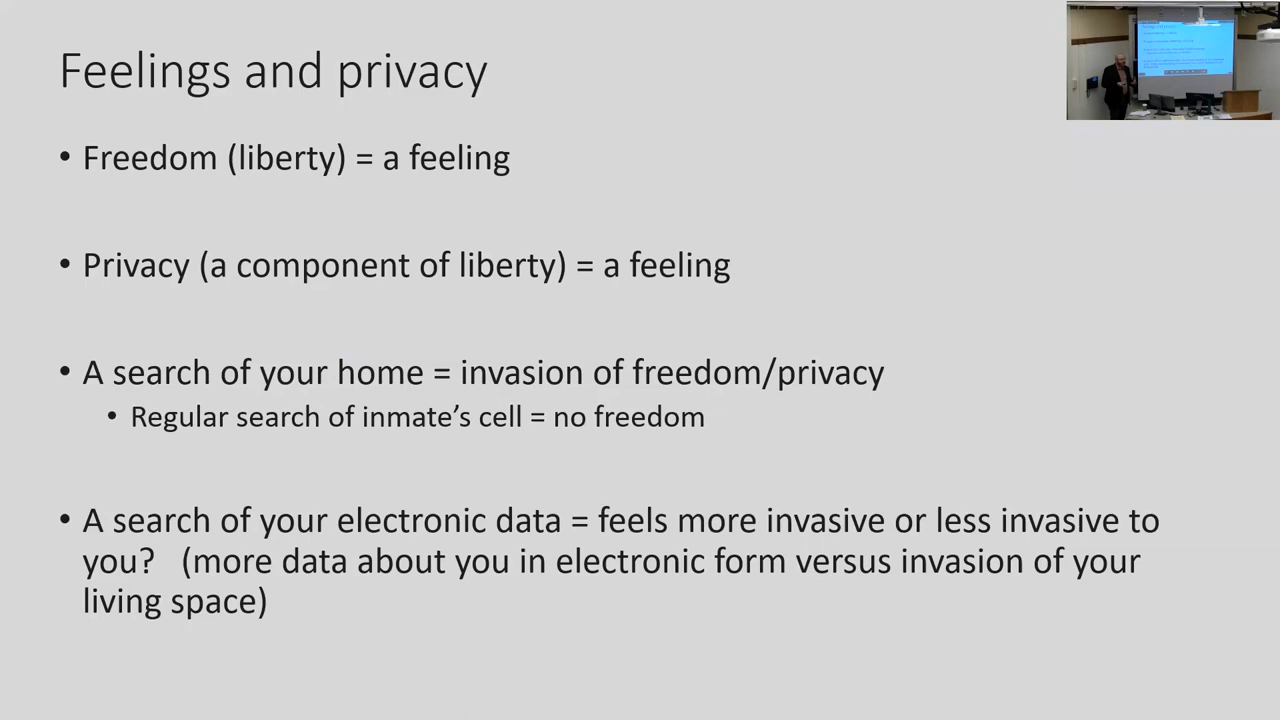 Feelings and privacy
• Freedom (liberty) = a feeling
• Privacy (a component of liberty) = a feeling
• A search of your home = invasion of freedom/privacy
• Regular search of inmate's cell = no freedom
• A search of your electronic data = feels more invasive or less invasive to
you? (more data about you in electronic form versus invasion of your
living space)